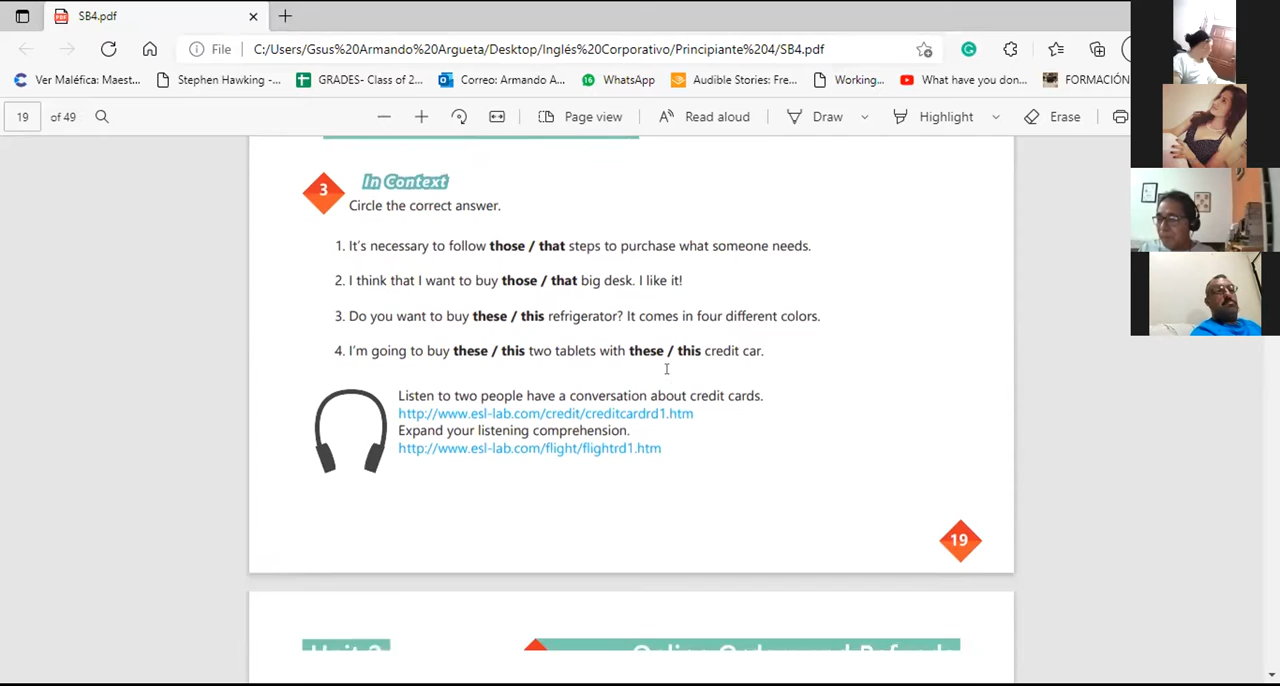 SB4.pdf
File C:/Users/Gsus%20Armando%20Argueta/Desktop/Inglés%20Corporativo/Principiante%204/SB4.pdf
Ver Maléfica: Maest... Stephen Hawking -... GRADES- Class of 2... Correo: Armando A... WhatsApp Audible Stories: Fre... Working... What have you don... FORMACIÓN
19 of 49 Page view Read aloud Draw Highlight Erase
3 In Context
Circle the correct answer.
1. It's necessary to follow those / that steps to purchase what someone needs.
2. I think that I want to buy those / that big desk. I like it!
3. Do you want to buy these / this refrigerator? It comes in four different colors.
4. I'm going to buy these / this two tablets with these / this credit car.
Listen to two people have a conversation about credit cards.
http://www.esl-lab.com/credit/creditcardrd1.htm
Expand your listening comprehension.
http://www.esl-lab.com/flight/flightrd1.htm
19